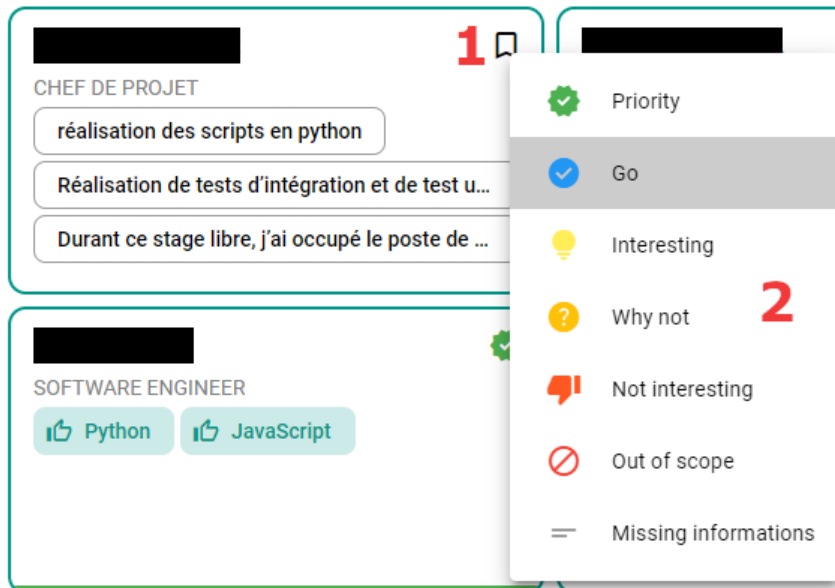 1
CHEF DE PROJET
réalisation des scripts en python
Réalisation de tests d'intégration et de test u...
Durant ce stage libre, j'ai occupé le poste de ...
SOFTWARE ENGINEER
Python JavaScript
Priority
Go
Interesting
Why not
2
Not interesting
Out of scope
Missing informations